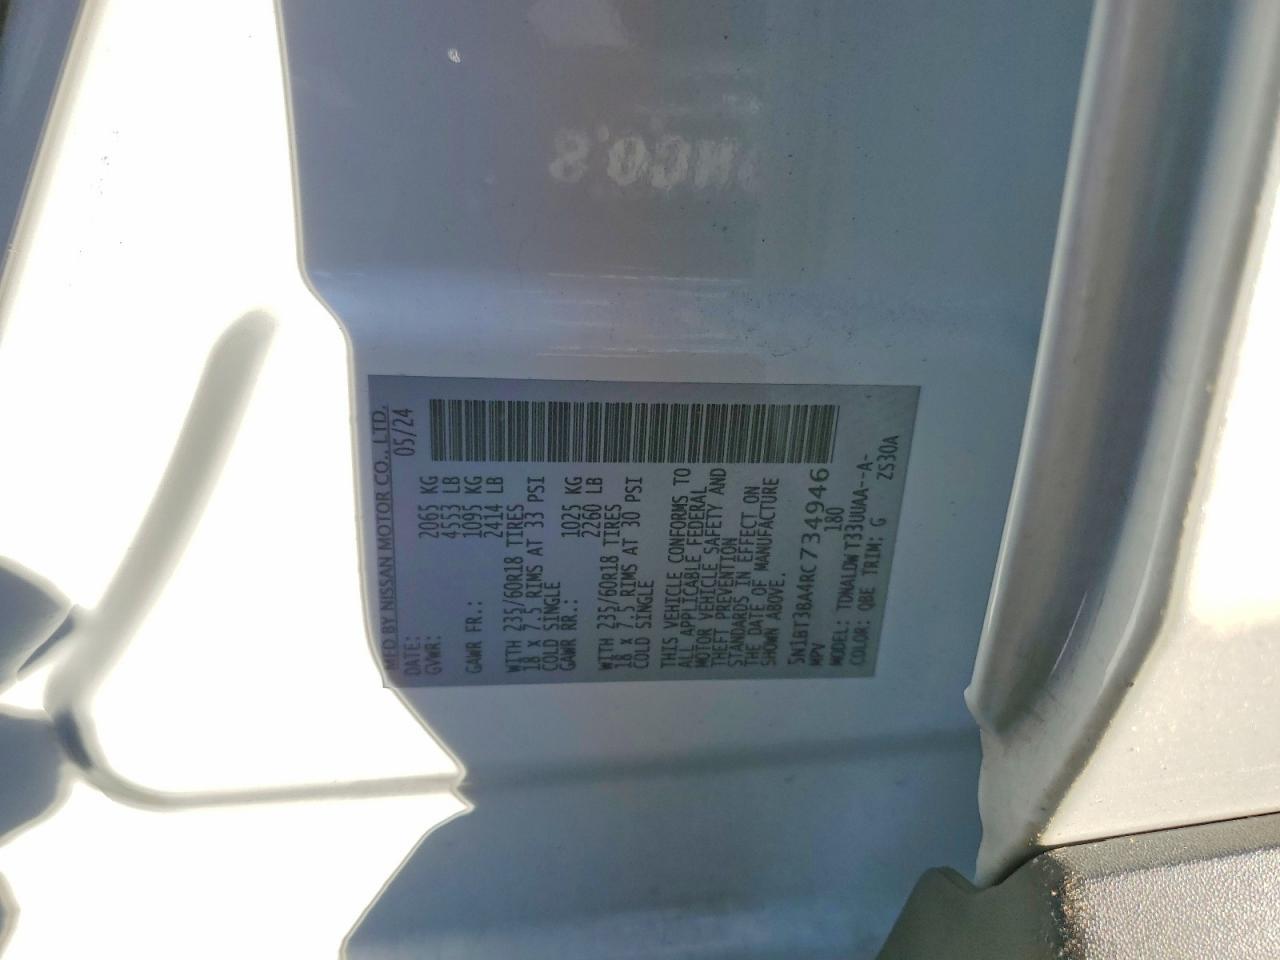 MFD BY NISSAN MOTOR CO., LTD.
DATE: 05/24
GVWR: 2065 KG
4553 LB
GAWR FR.: 1095 KG
2414 LB
WITH 235/60R18 TIRES
18 X 7.5 RIMS AT 33 PSI
COLD SINGLE
GAWR RR.: 1025 KG
2260 LB
WITH 235/60R18 TIRES
18 X 7.5 RIMS AT 30 PSI
COLD SINGLE
THIS VEHICLE CONFORMS TO
ALL APPLICABLE FEDERAL
MOTOR VEHICLE SAFETY AND
THEFT PREVENTION
STANDARDS IN EFFECT ON
THE DATE OF MANUFACTURE
SHOWN ABOVE.
5N1BT3BA4RC734946
MPV 180
MODEL: TDNALDWT33UUAA--A-
COLOR: QBE TRIM: G ZS30A